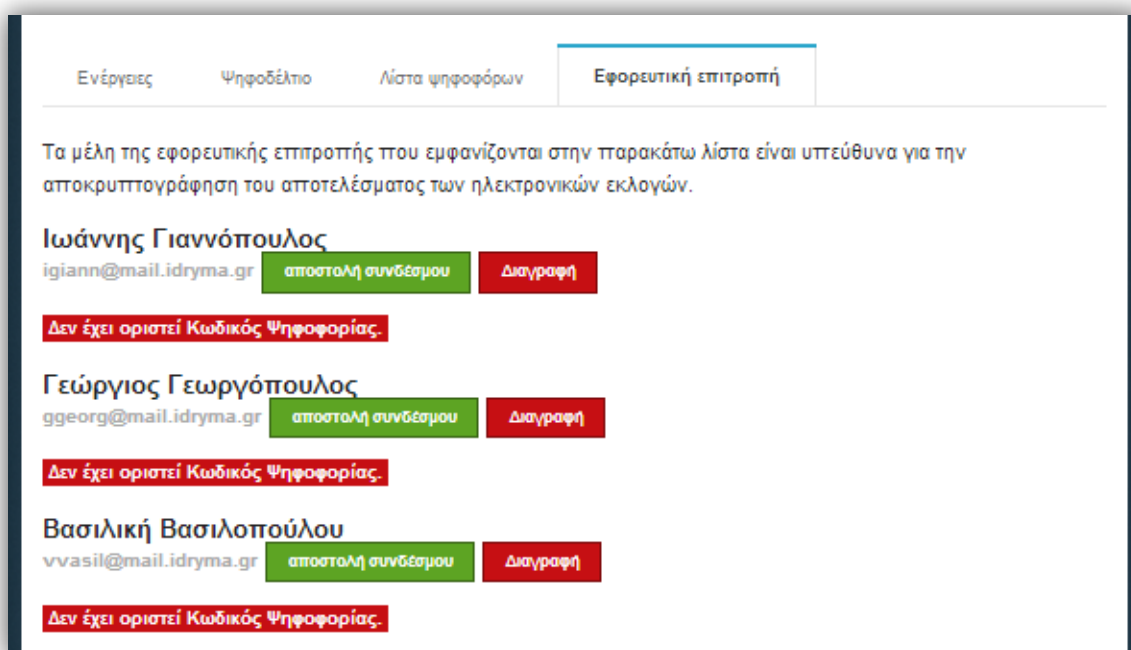 Ενέργειες Ψηφοδέλτιο Λίστα ψηφοφόρων Εφορευτική επιτροπή
Τα μέλη της εφορευτικής επιτροπής που εμφανίζονται στην παρακάτω λίστα είναι υπεύθυνα για την
αποκρυπτογράφηση του αποτελέσματος των ηλεκτρονικών εκλογών.
Ιωάννης Γιαννόπουλος
igiann@mail.idryma.gr αποστολή συνδέσμου Διαγραφή
Δεν έχει οριστεί Κωδικός Ψηφοφορίας.
Γεώργιος Γεωργόπουλος
ggeorg@mail.idryma.gr αποστολή συνδέσμου Διαγραφή
Δεν έχει οριστεί Κωδικός Ψηφοφορίας.
Βασιλική Βασιλοπούλου
vvasil@mail.idryma.gr αποστολή συνδέσμου Διαγραφή
Δεν έχει οριστεί Κωδικός Ψηφοφορίας.